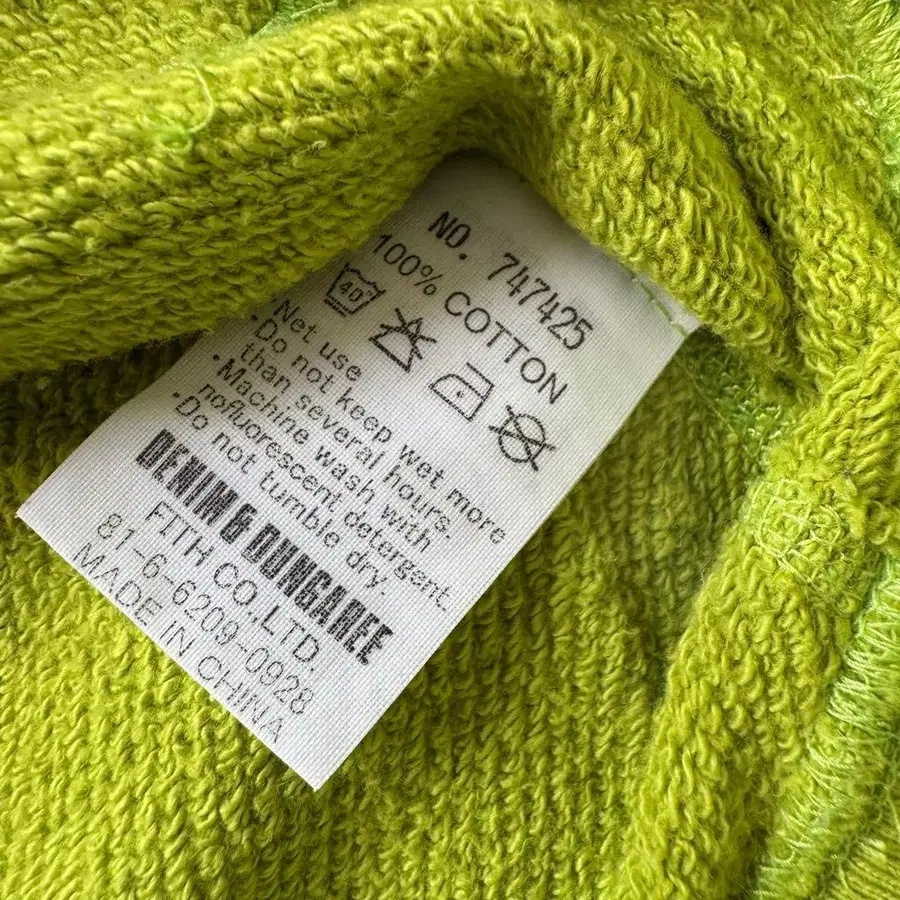 NO. 747425
100% COTTON
40
·Net use
·Do not keep wet more
than several hours.
·Machine wash with
nofluorescent detergent.
·Do not tumble dry.
DENIM & DUNGAREE
FITH CO.,LTD.
81-6-6209-0928
MADE IN CHINA